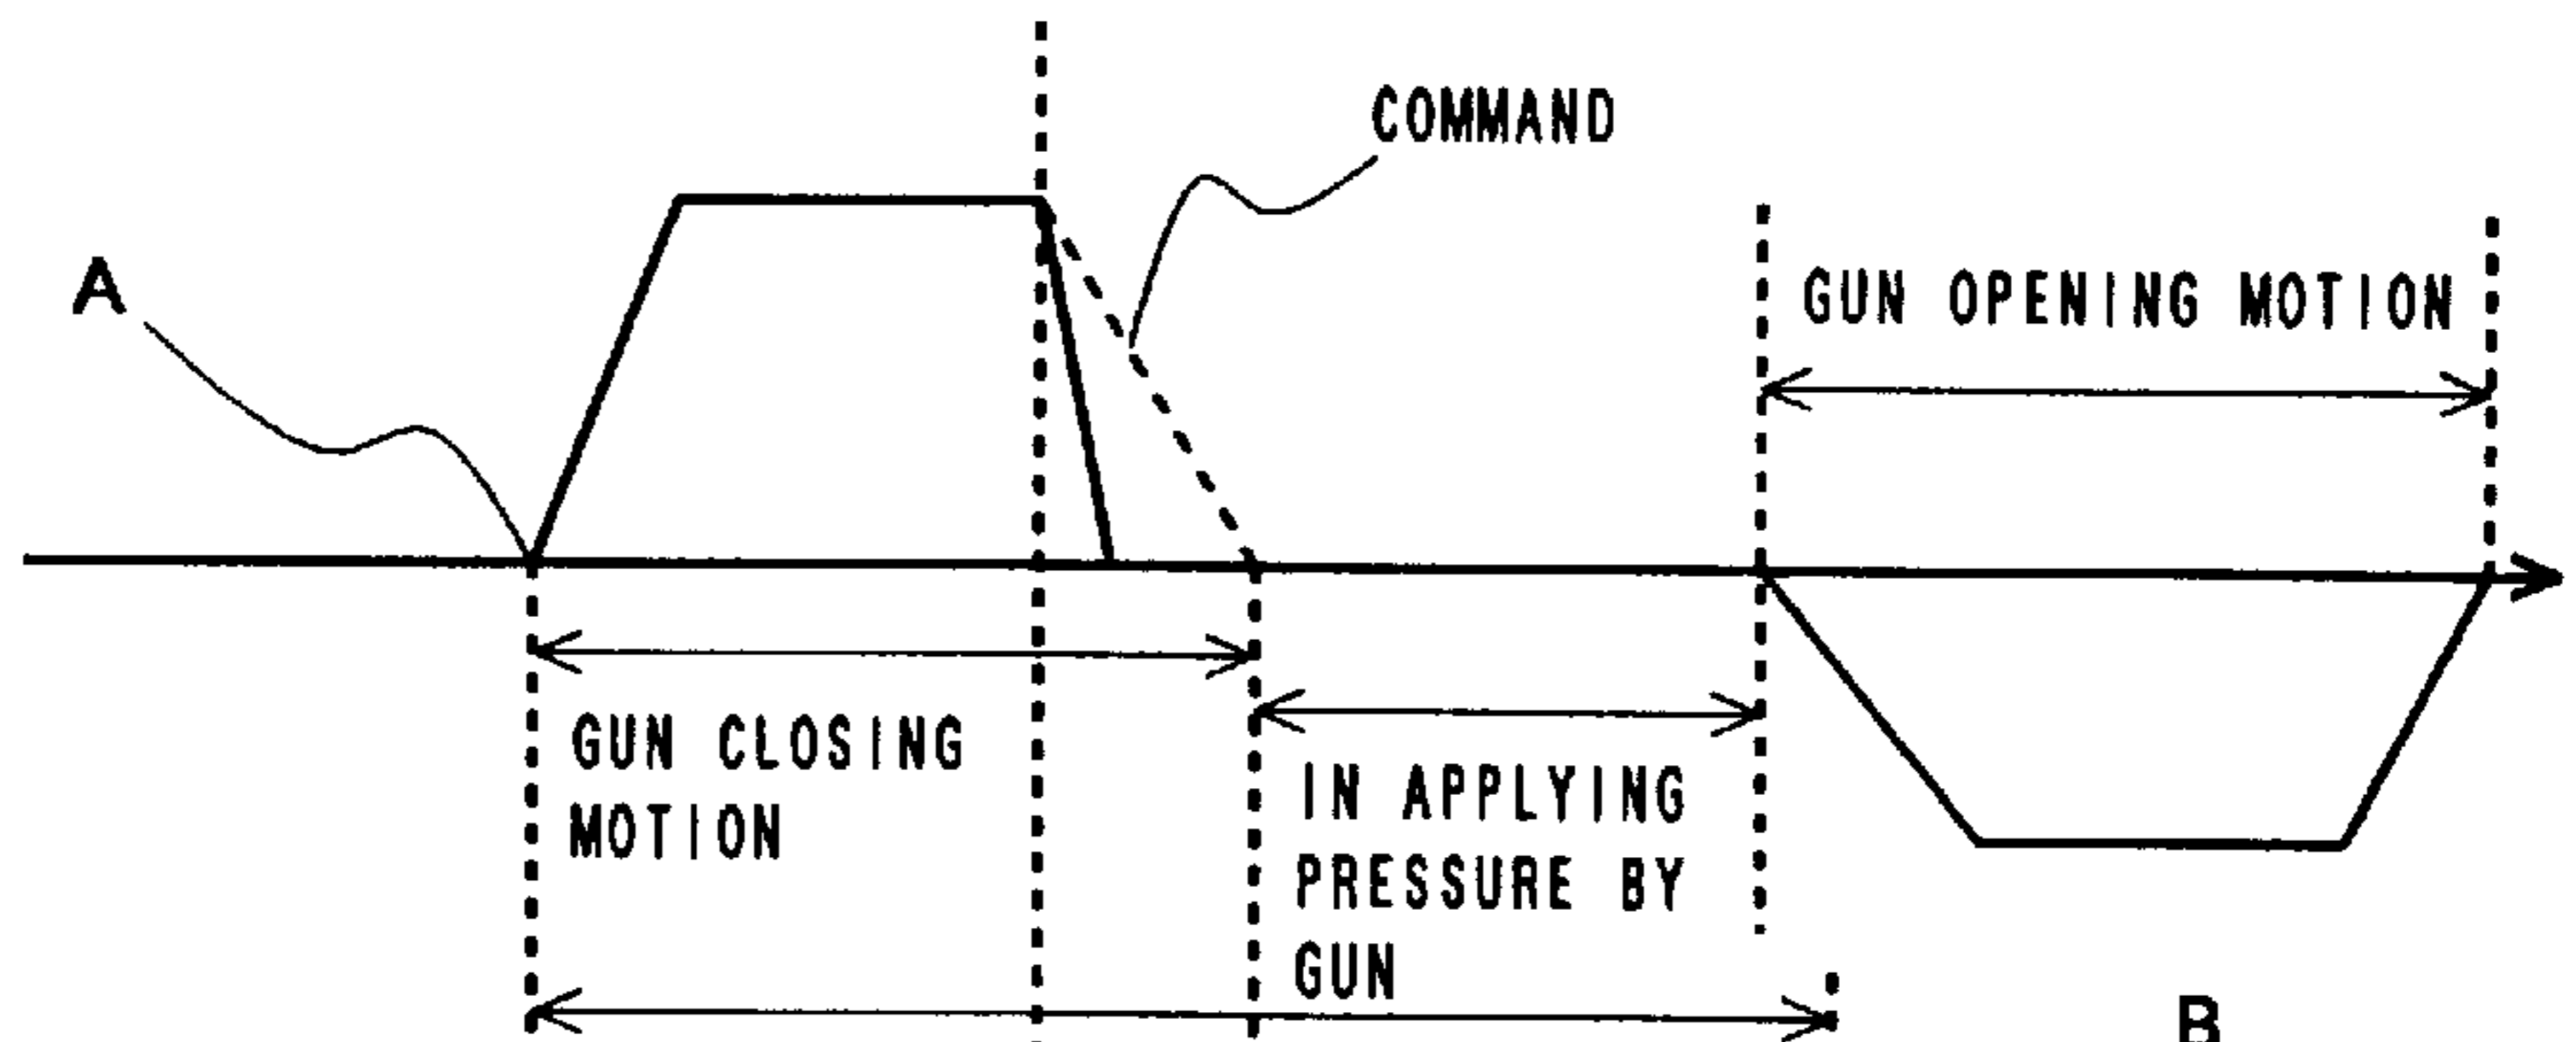 COMMAND
A
GUN OPENING MOTION
GUN CLOSING
MOTION
IN APPLYING
PRESSURE BY
GUN
B